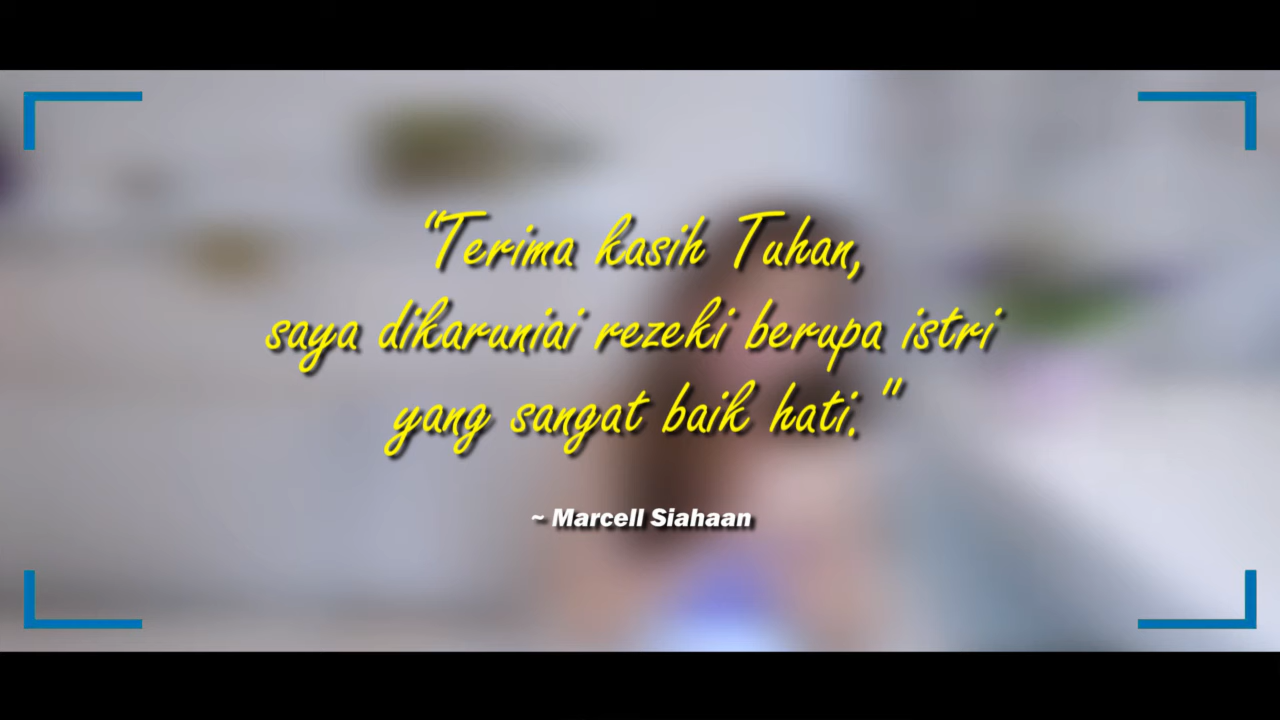 “Terima kasih Tuhan,
saya dikaruniai rezeki berupa istri
yang sangat baik hati."
~ Marcell Siahaan